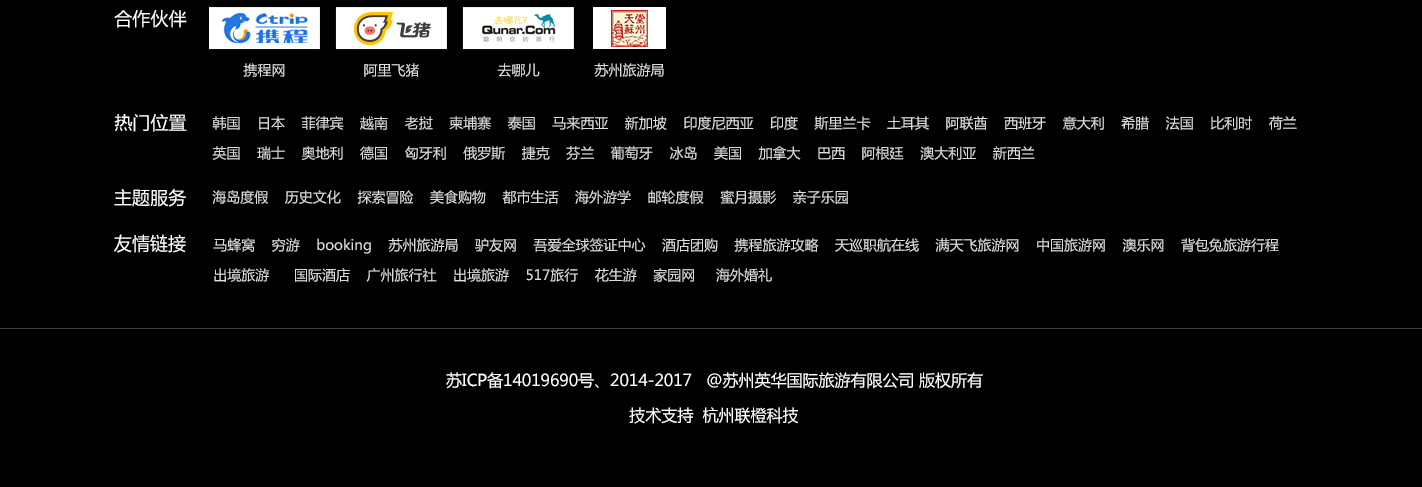 合作伙伴 Ctrip 携程 飞猪 去哪儿? Qunar.Com 聪明你的旅行 天堂苏州
携程网 阿里飞猪 去哪儿 苏州旅游局
热门位置 韩国 日本 菲律宾 越南 老挝 柬埔寨 泰国 马来西亚 新加坡 印度尼西亚 印度 斯里兰卡 土耳其 阿联酋 西班牙 意大利 希腊 法国 比利时 荷兰
英国 瑞士 奥地利 德国 匈牙利 俄罗斯 捷克 芬兰 葡萄牙 冰岛 美国 加拿大 巴西 阿根廷 澳大利亚 新西兰
主题服务 海岛度假 历史文化 探索冒险 美食购物 都市生活 海外游学 邮轮度假 蜜月摄影 亲子乐园
友情链接 马蜂窝 穷游 booking 苏州旅游局 驴友网 吾爱全球签证中心 酒店团购 携程旅游攻略 天巡职航在线 满天飞旅游网 中国旅游网 澳乐网 背包兔旅游行程
出境旅游 国际酒店 广州旅行社 出境旅游 517旅行 花生游 家园网 海外婚礼
苏ICP备14019690号、2014-2017 @苏州英华国际旅游有限公司 版权所有
技术支持 杭州联橙科技